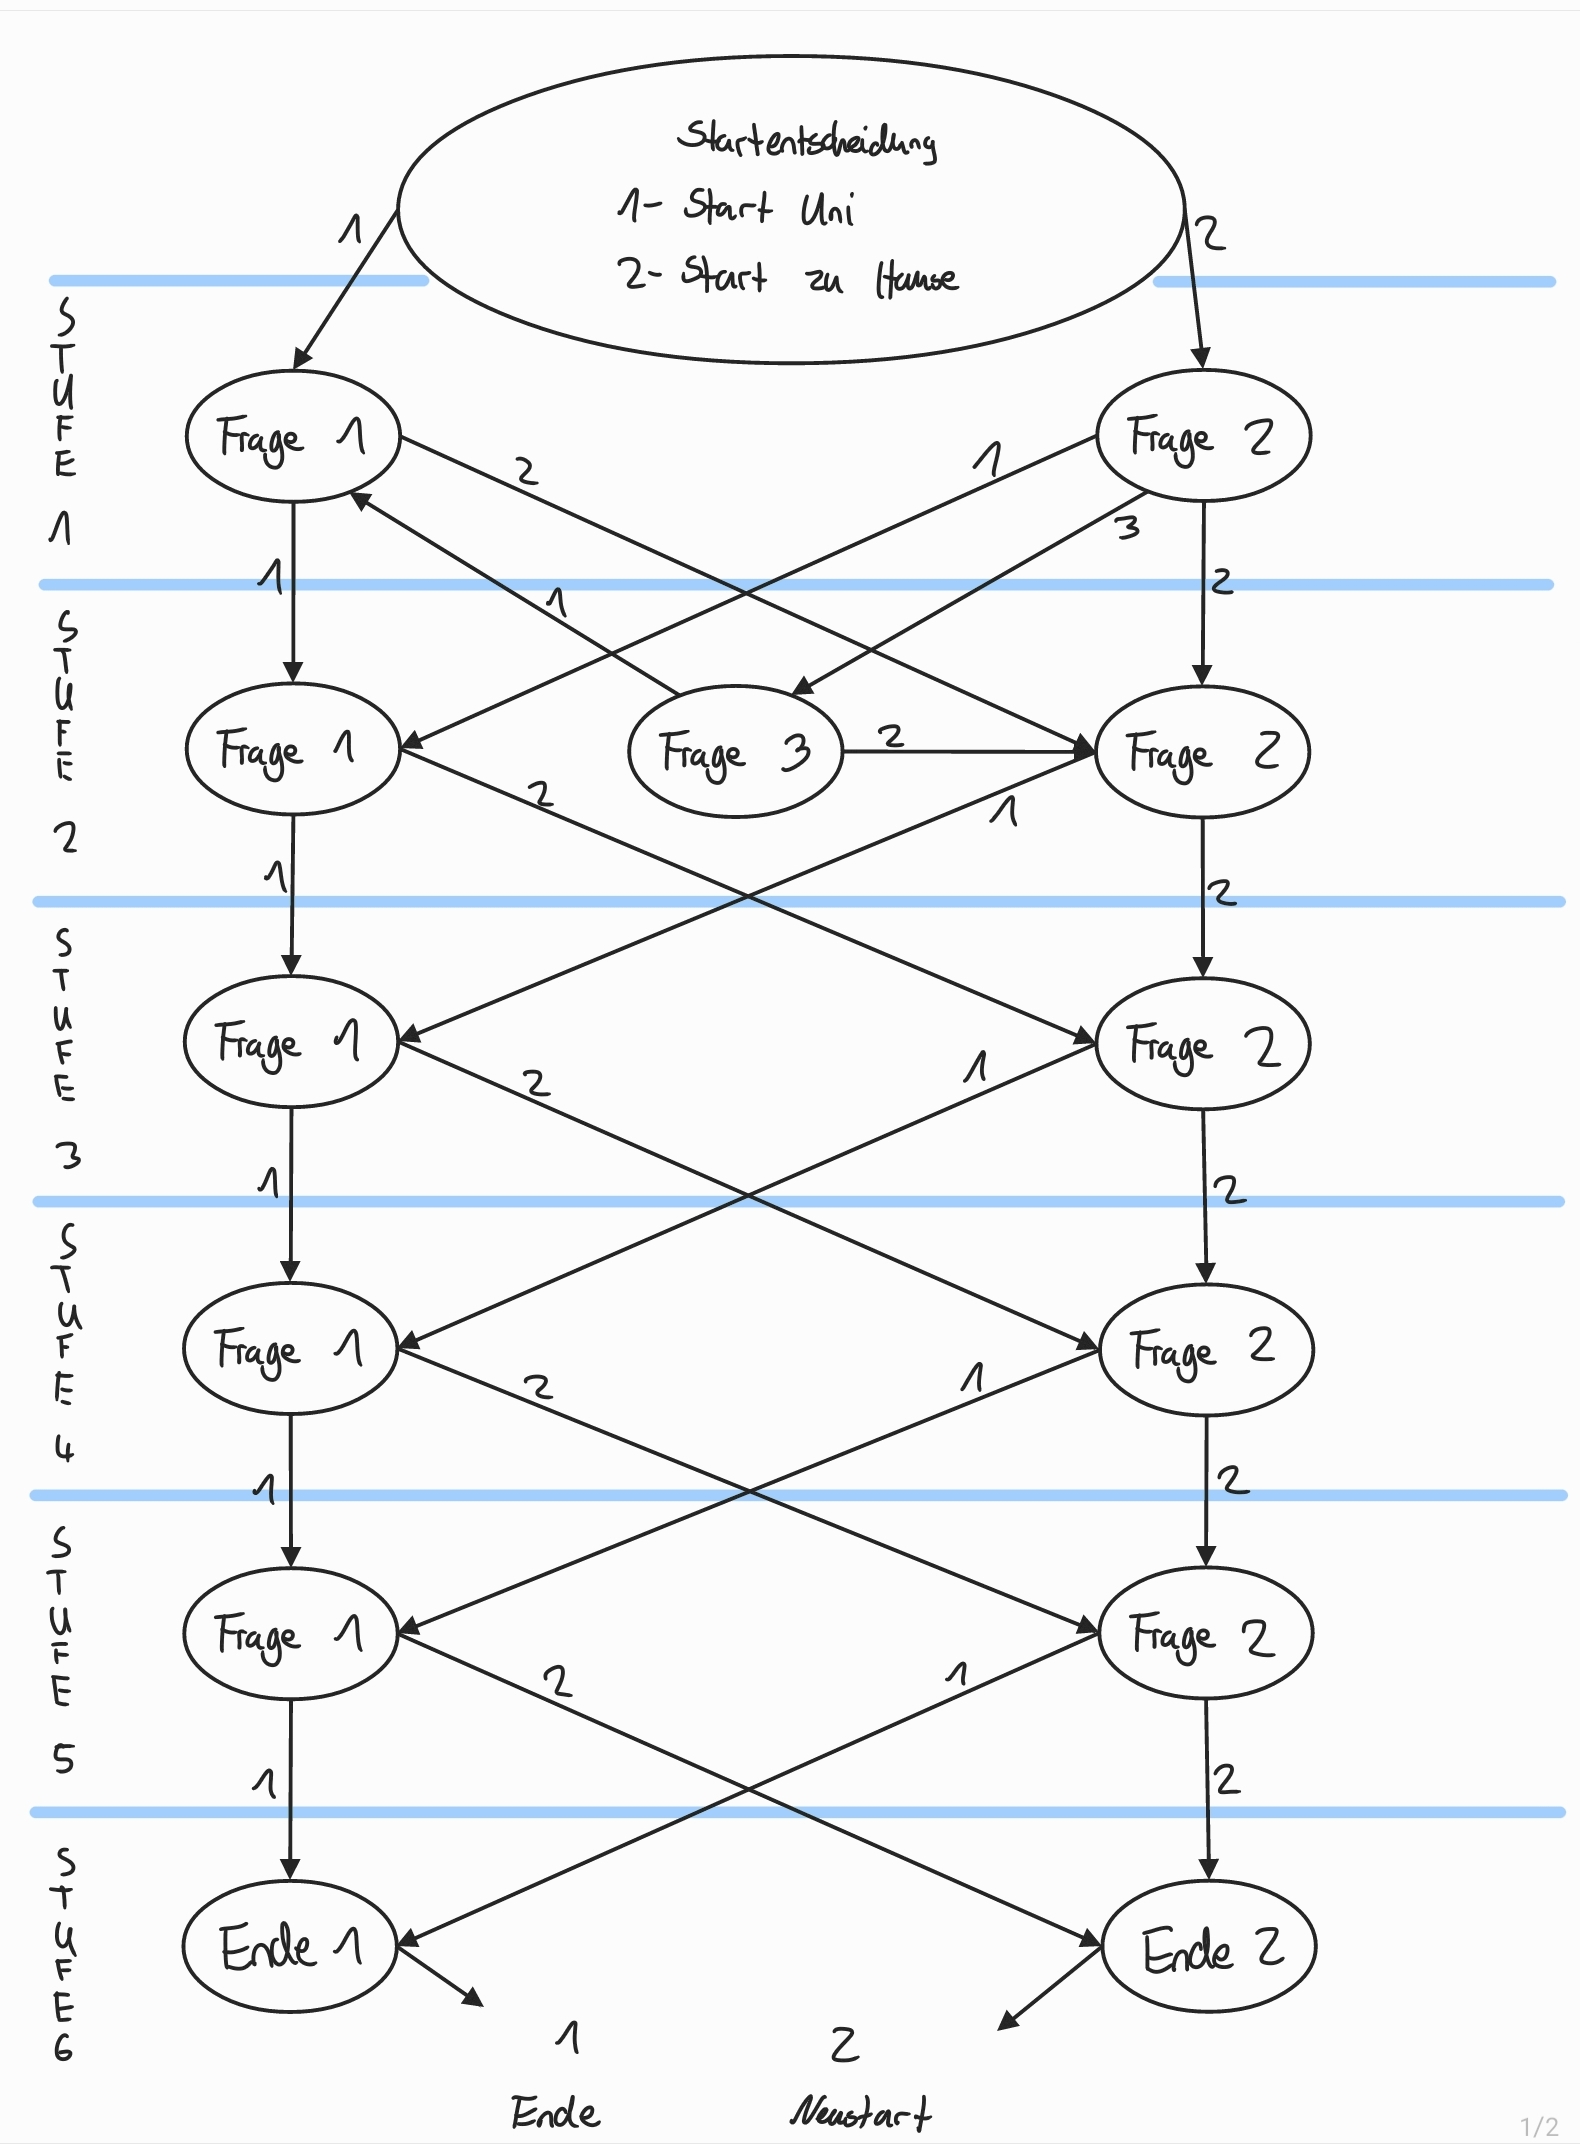 Startentscheidung
1- Start Uni
2- Start zu Hause
1
2
STUFE 1
Frage 1
Frage 2
2
1
3
1
1
2
STUFE 2
Frage 1
Frage 3
2
Frage 2
2
1
1
2
STUFE 3
Frage 1
Frage 2
2
1
1
2
STUFE 4
Frage 1
Frage 2
2
1
1
2
STUFE 5
Frage 1
Frage 2
2
1
1
2
STUFE 6
Ende 1
Ende 2
1
2
Ende
Neustart
1/2